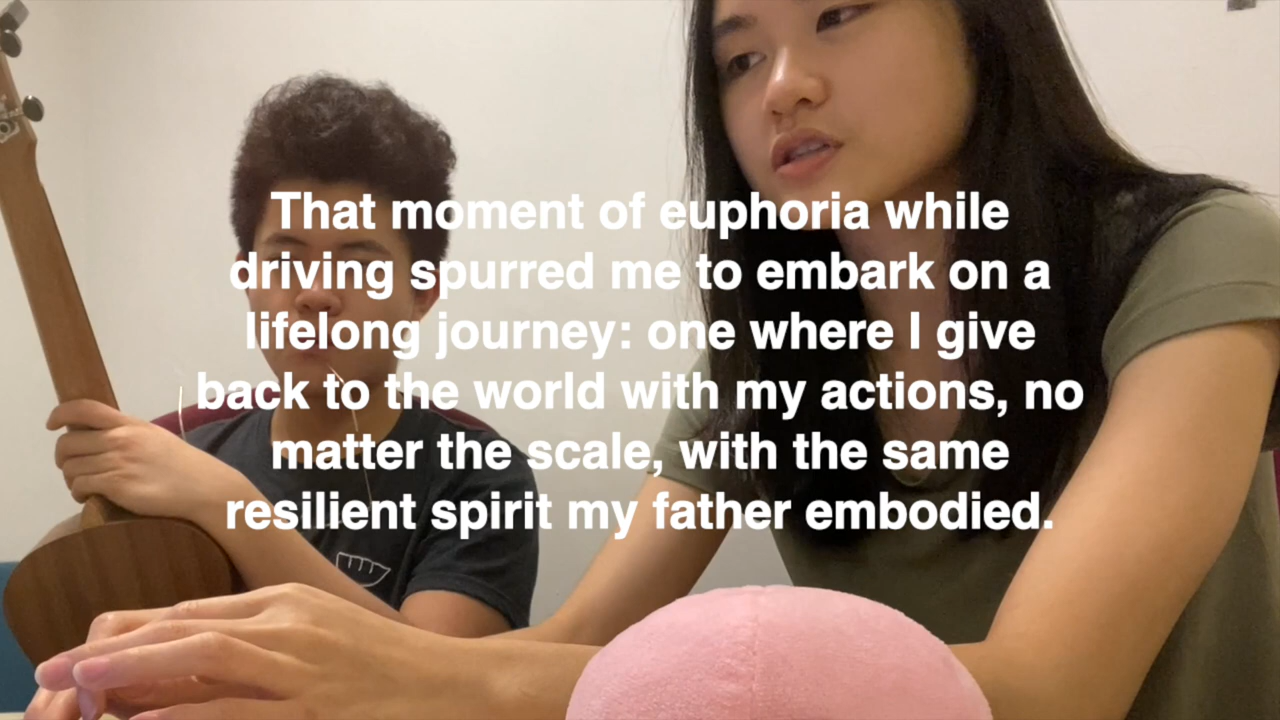 That moment of euphoria while
driving spurred me to embark on a
lifelong journey: one where I give
back to the world with my actions, no
matter the scale, with the same
resilient spirit my father embodied.